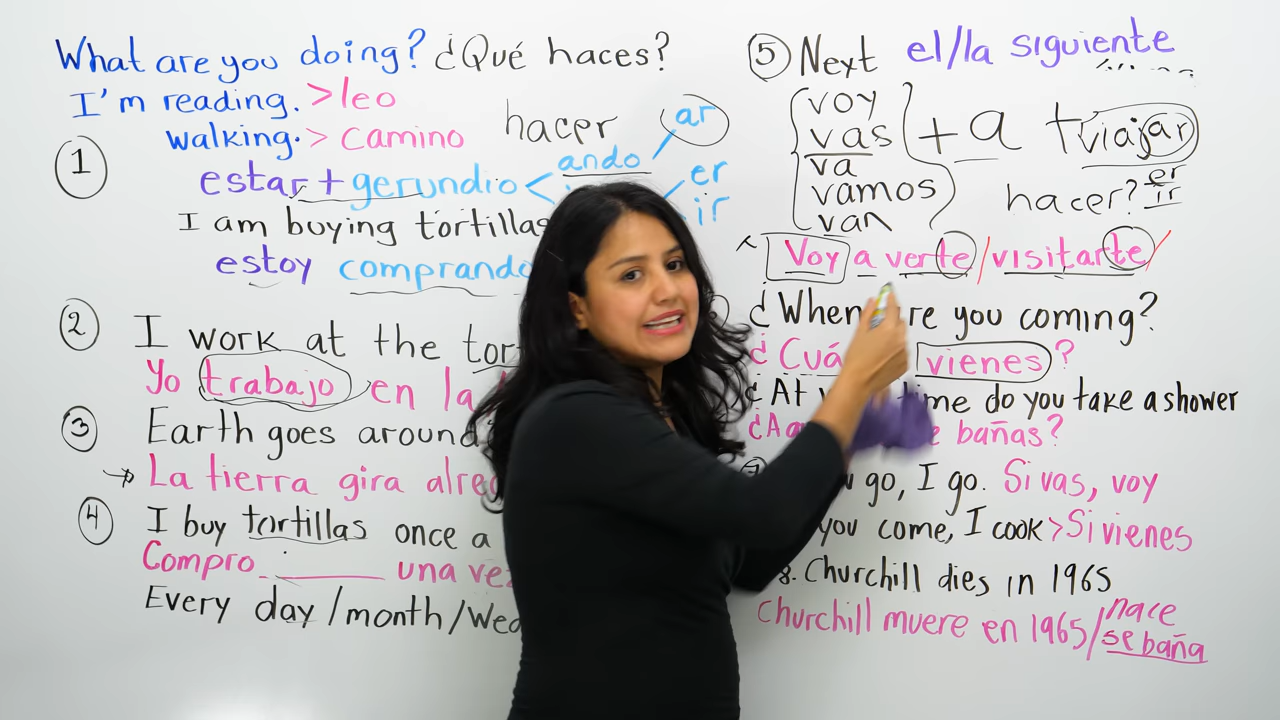 What are you doing? ¿Qué haces?
I'm reading. > leo
walking. > camino
hacer
ar
1
estar + gerundio < ando
er
ir
I am buying tortillas
estoy comprando
2 I work at the
Yo trabajo en la
3 Earth goes around
La tierra gira
4 I buy tortillas once a
Compro una vez
Every day / month /
5 Next el/la siguiente
voy
vas + a viajar
va
vamos hacer? er
van ir
Voy a verte / visitarte /
¿When are you coming?
¿ vienes?
¿At time do you take a shower
bañas?
go, I go. Si vas, voy
you come, I cook > Si vienes
8. Churchill dies in 1965
Churchill muere en 1965 / nace
se baña